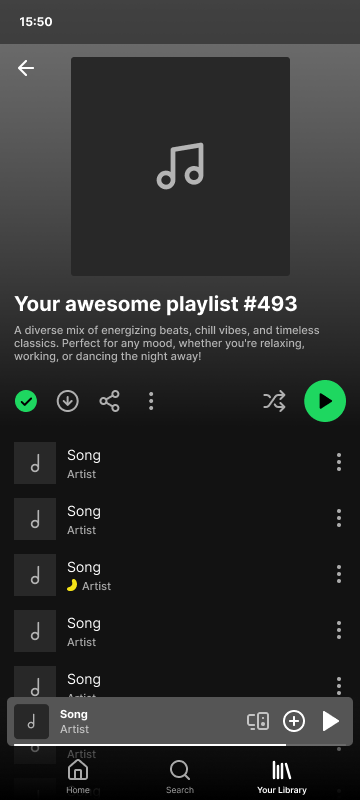 15:50
Your awesome playlist #493
A diverse mix of energizing beats, chill vibes, and timeless
classics. Perfect for any mood, whether you're relaxing,
working, or dancing the night away!
Song
Artist
Song
Artist
Song
Artist
Song
Artist
Song
Artist
Song
Artist
Artist
Home
Search
Your Library